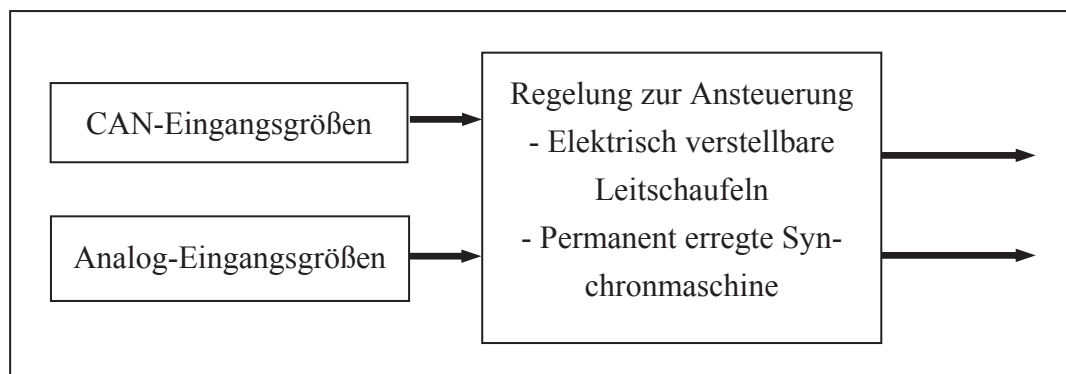 CAN-Eingangsgrößen
Analog-Eingangsgrößen
Regelung zur Ansteuerung
- Elektrisch verstellbare
Leitschaufeln
- Permanent erregte Syn-
chronmaschine